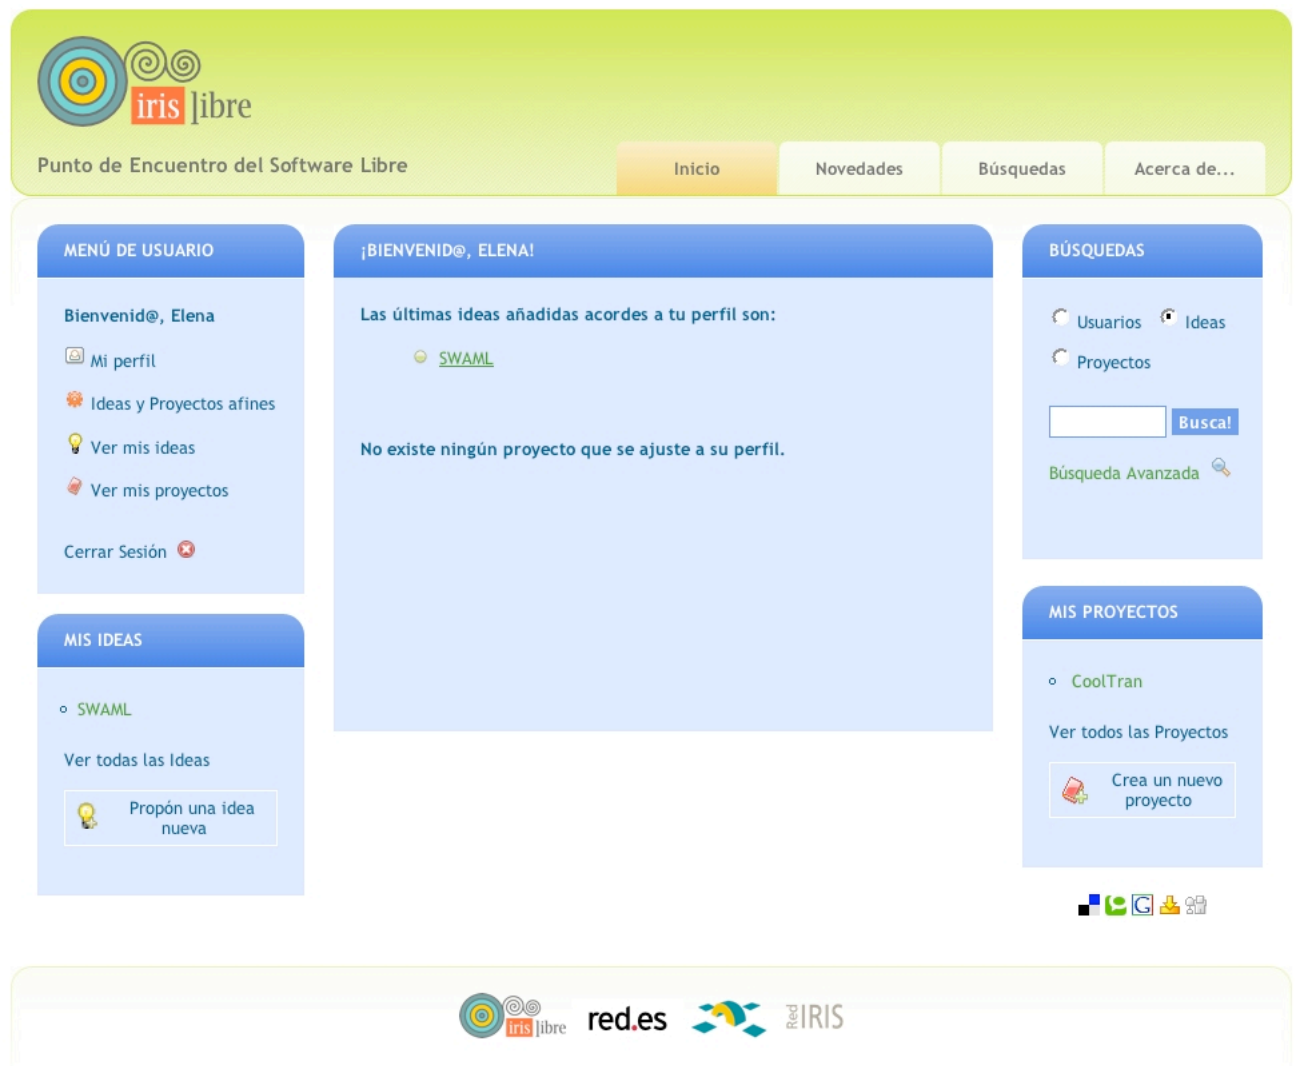 iris libre
Punto de Encuentro del Software Libre
Inicio
Novedades
Búsquedas
Acerca de...
MENÚ DE USUARIO
Bienvenid@, Elena
Mi perfil
Ideas y Proyectos afines
Ver mis ideas
Ver mis proyectos
Cerrar Sesión
MIS IDEAS
SWAML
Ver todas las Ideas
Propón una idea
nueva
¡BIENVENID@, ELENA!
Las últimas ideas añadidas acordes a tu perfil son:
SWAML
No existe ningún proyecto que se ajuste a su perfil.
BÚSQUEDAS
Usuarios Ideas
Proyectos
Busca!
Búsqueda Avanzada
MIS PROYECTOS
CoolTran
Ver todos las Proyectos
Crea un nuevo
proyecto
G
iris libre
red.es
Red IRIS